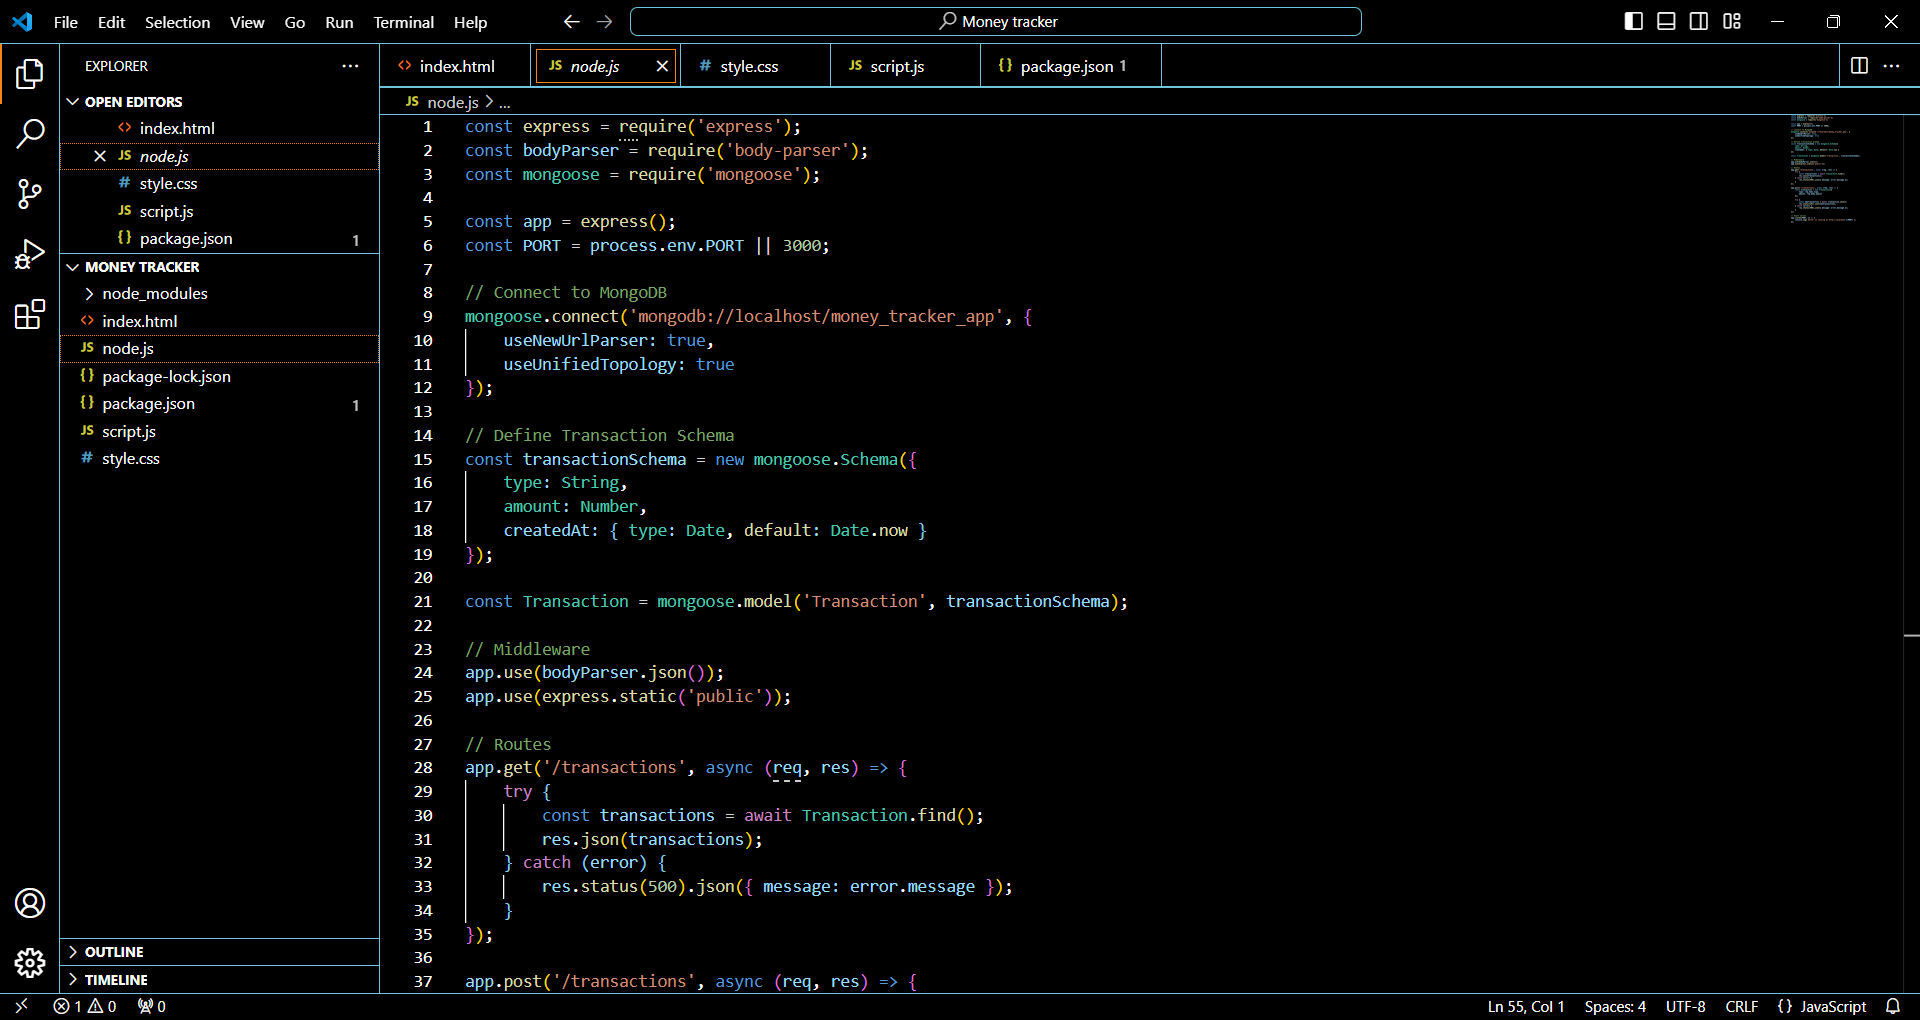 File Edit Selection View Go Run Terminal Help
Money tracker
EXPLORER
OPEN EDITORS
<> index.html
JS node.js
# style.css
JS script.js
{} package.json 1
MONEY TRACKER
node_modules
<> index.html
JS node.js
{} package-lock.json
{} package.json 1
JS script.js
# style.css
OUTLINE
TIMELINE
<> index.html JS node.js # style.css JS script.js {} package.json 1
JS node.js > ...
1 const express = require('express');
2 const bodyParser = require('body-parser');
3 const mongoose = require('mongoose');
4
5 const app = express();
6 const PORT = process.env.PORT || 3000;
7
8 // Connect to MongoDB
9 mongoose.connect('mongodb://localhost/money_tracker_app', {
10 useNewUrlParser: true,
11 useUnifiedTopology: true
12 });
13
14 // Define Transaction Schema
15 const transactionSchema = new mongoose.Schema({
16 type: String,
17 amount: Number,
18 createdAt: { type: Date, default: Date.now }
19 });
20
21 const Transaction = mongoose.model('Transaction', transactionSchema);
22
23 // Middleware
24 app.use(bodyParser.json());
25 app.use(express.static('public'));
26
27 // Routes
28 app.get('/transactions', async (req, res) => {
29 try {
30 const transactions = await Transaction.find();
31 res.json(transactions);
32 } catch (error) {
33 res.status(500).json({ message: error.message });
34 }
35 });
36
37 app.post('/transactions', async (req, res) => {
1 0 0
Ln 55, Col 1 Spaces: 4 UTF-8 CRLF {} JavaScript